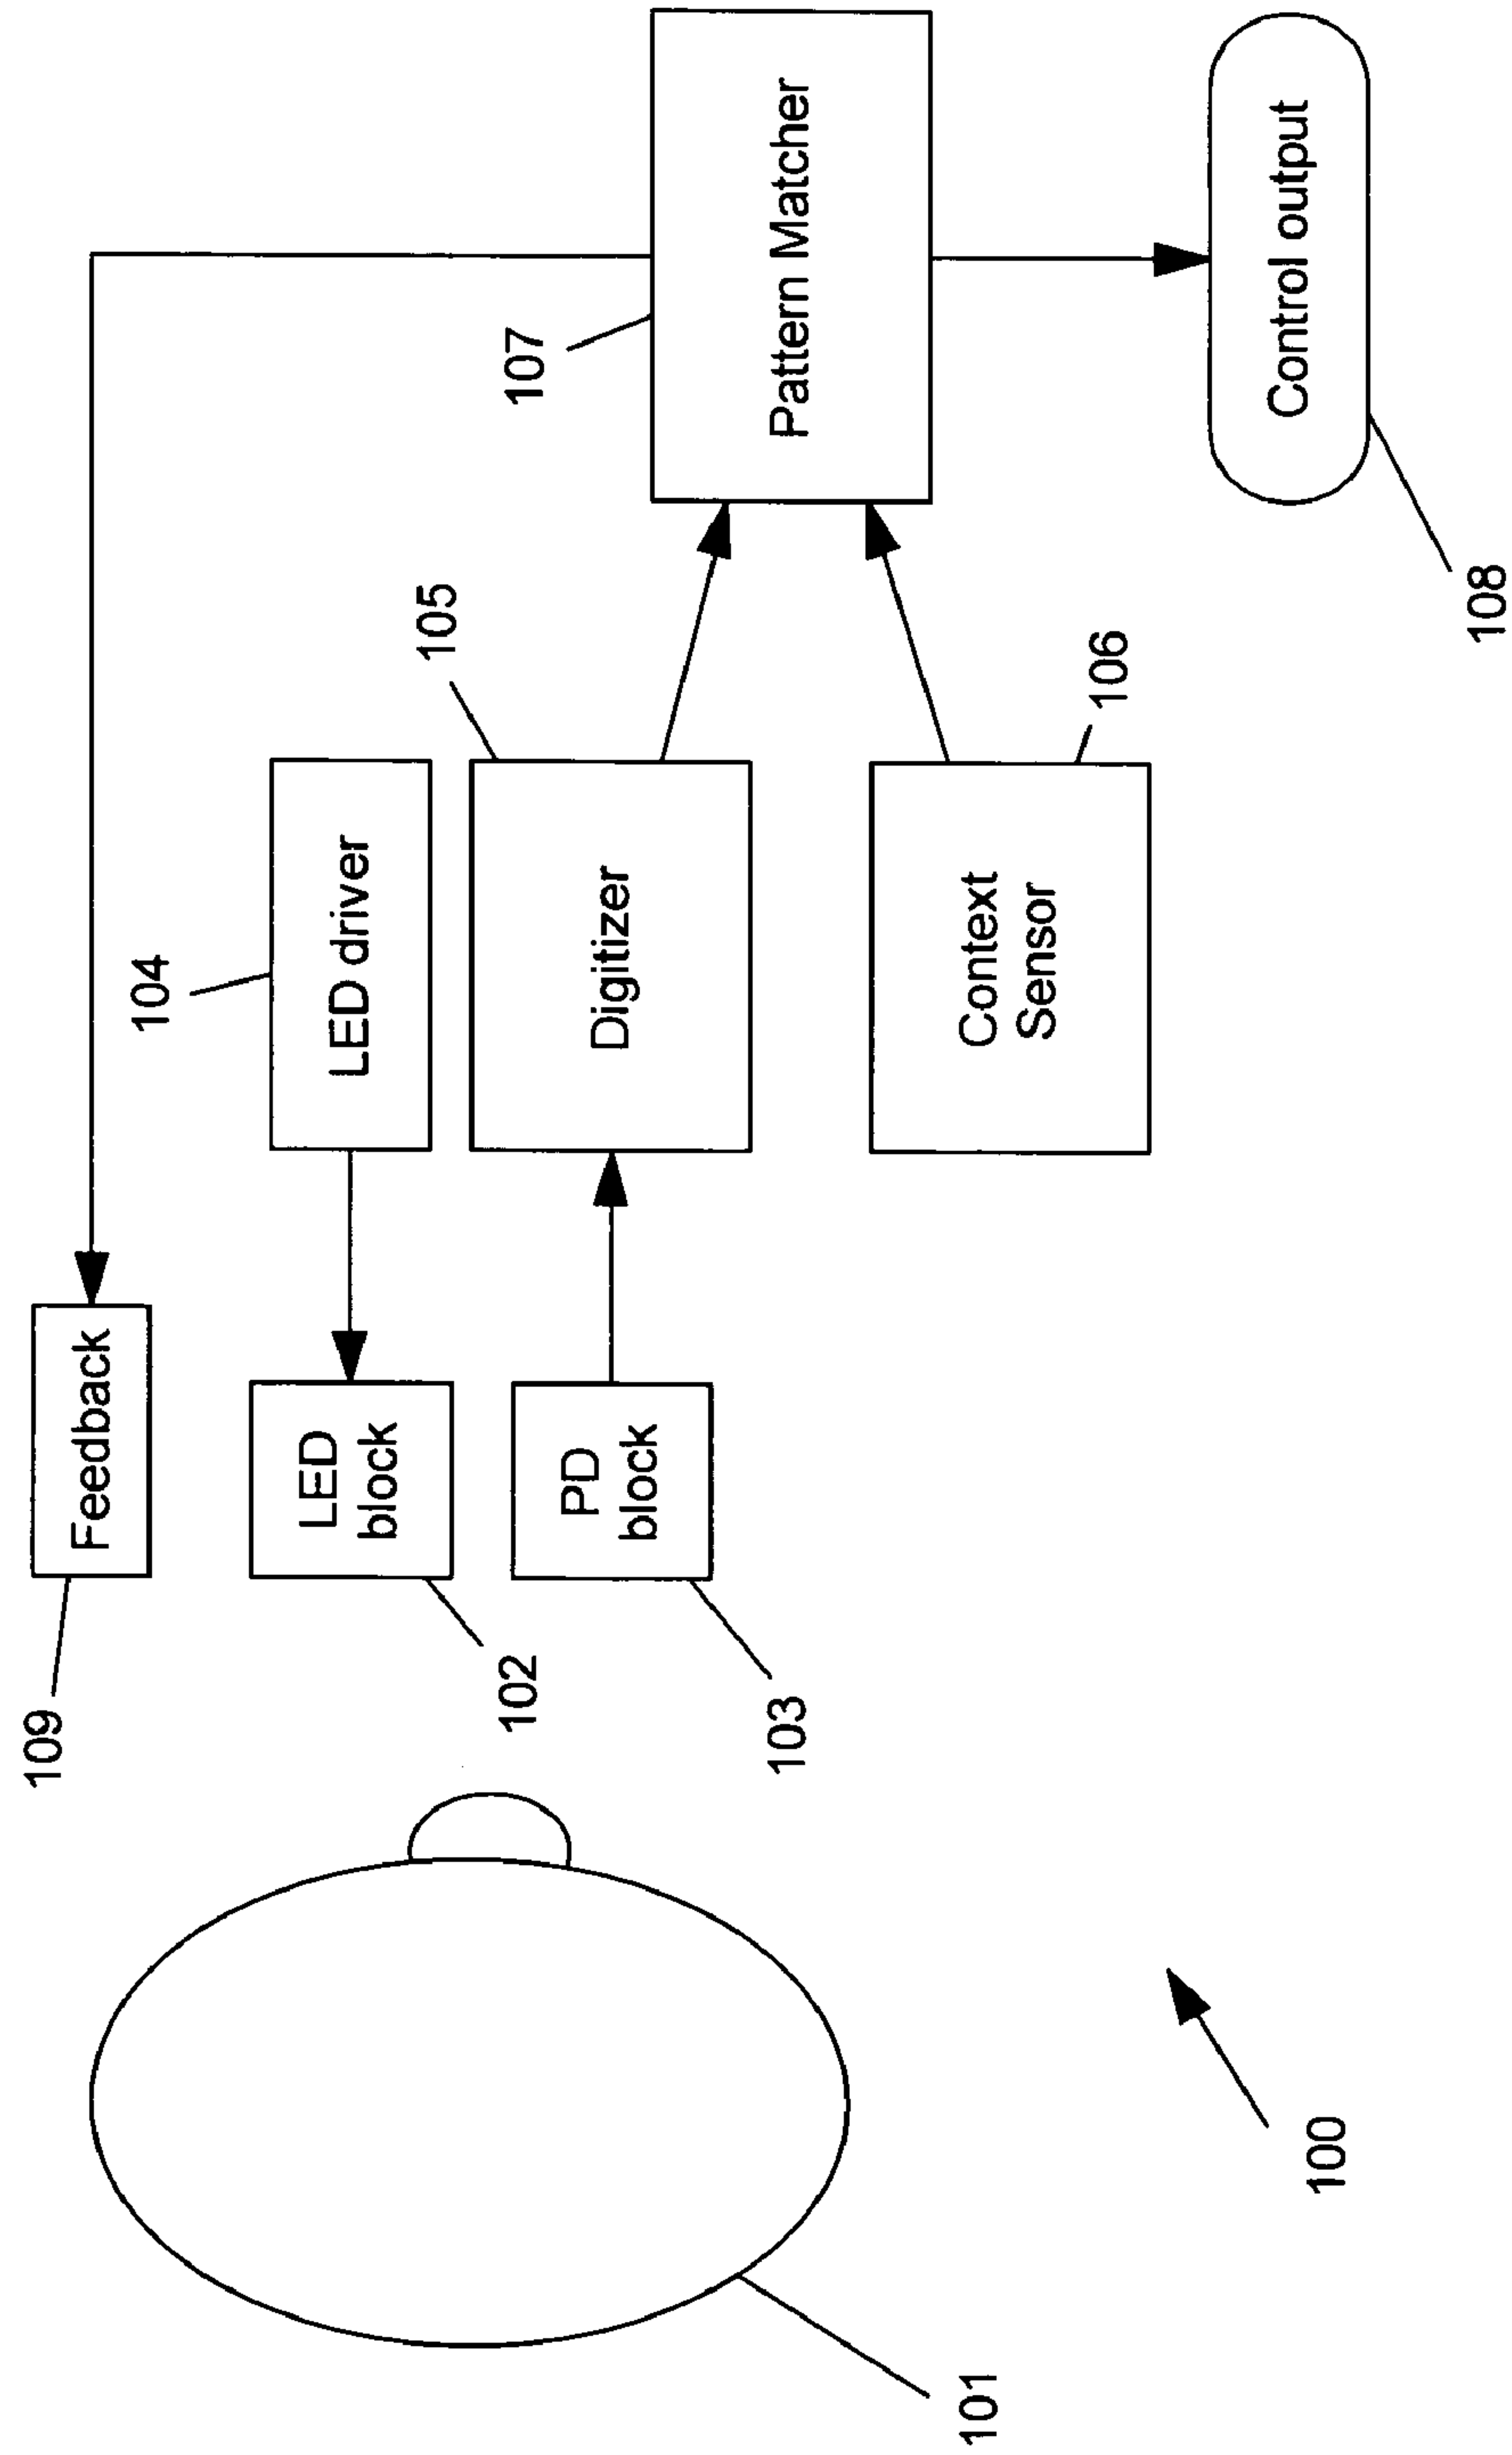 109
Feedback
104
LED driver
LED
block
102
105
Digitizer
PD
block
103
107
Pattern Matcher
Context
Sensor
106
Control output
108
101
100